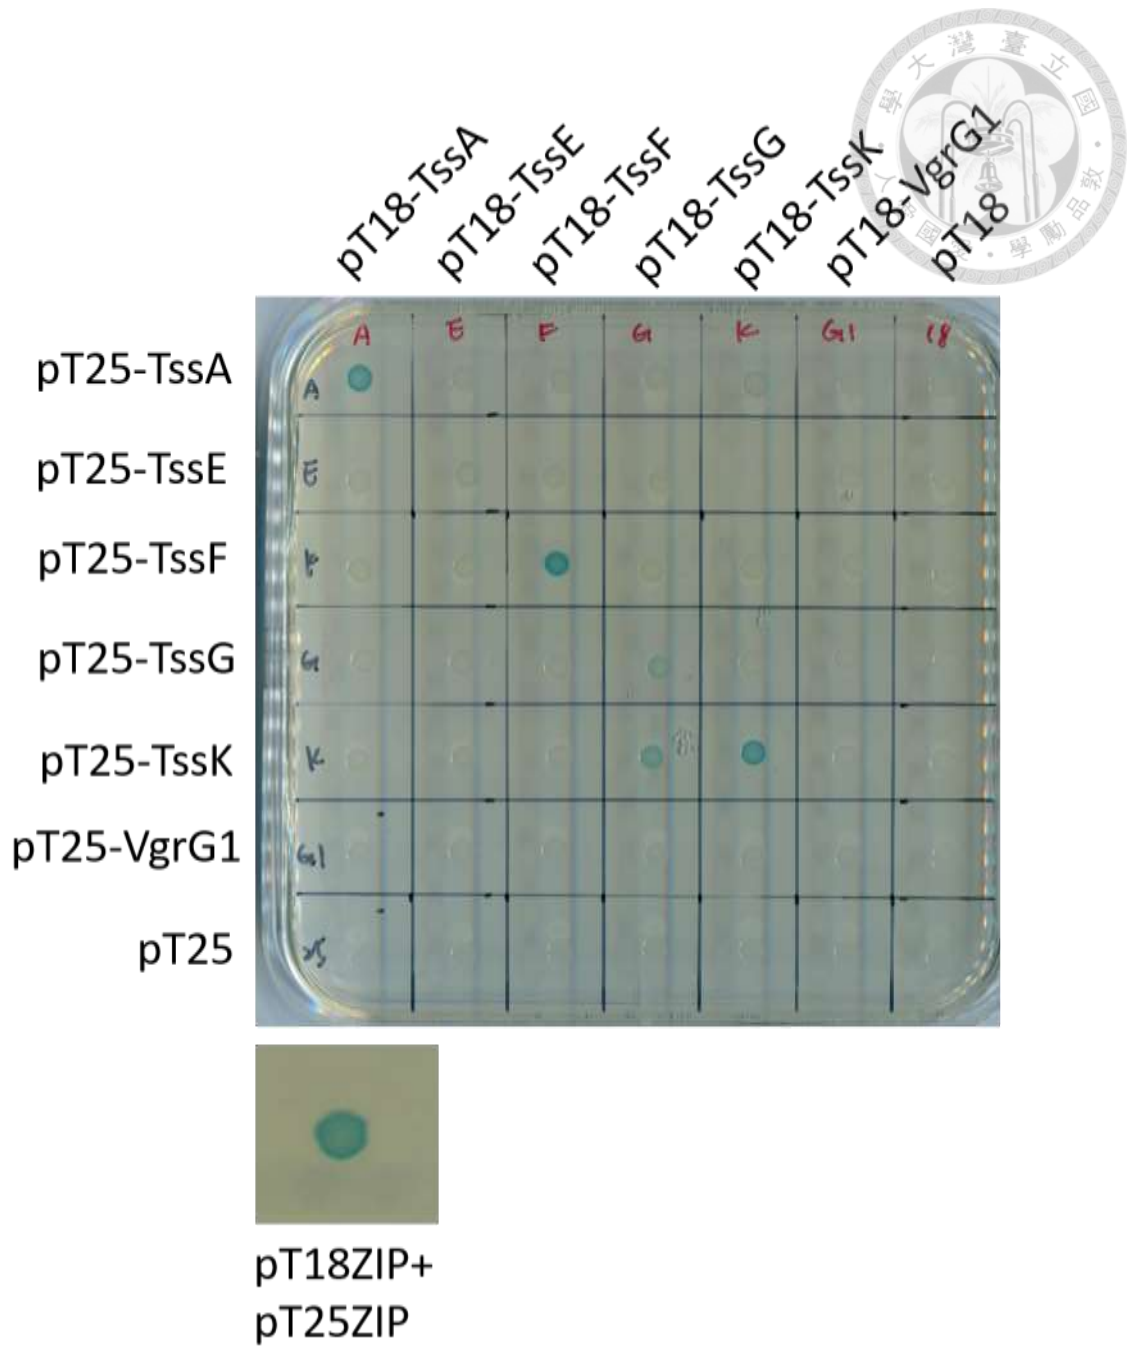 pT18-TssA
pT18-TssE
pT18-TssF
pT18-TssG
pT18-TssK
pT18-VgrG1
pT18
A E F G K G1 18
pT25-TssA
A
pT25-TssE
E
pT25-TssF
F
pT25-TssG
G
pT25-TssK
K
pT25-VgrG1
G1
pT25
25
pT18ZIP+
pT25ZIP